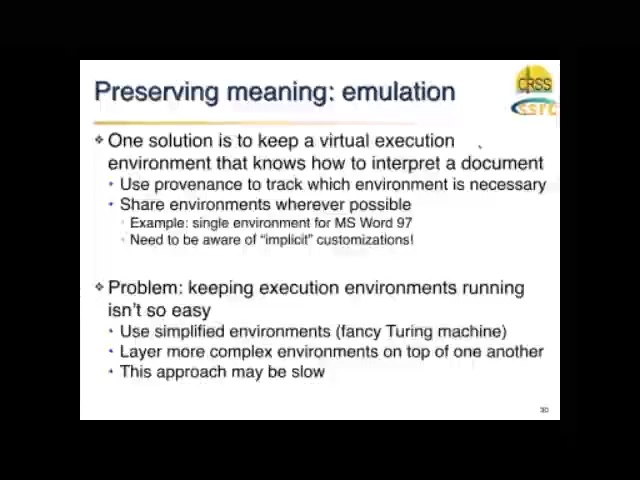 CRSS
ssrc
Preserving meaning: emulation
One solution is to keep a virtual execution
environment that knows how to interpret a document
Use provenance to track which environment is necessary
Share environments wherever possible
Example: single environment for MS Word 97
Need to be aware of "implicit" customizations!
Problem: keeping execution environments running
isn't so easy
Use simplified environments (fancy Turing machine)
Layer more complex environments on top of one another
This approach may be slow
30